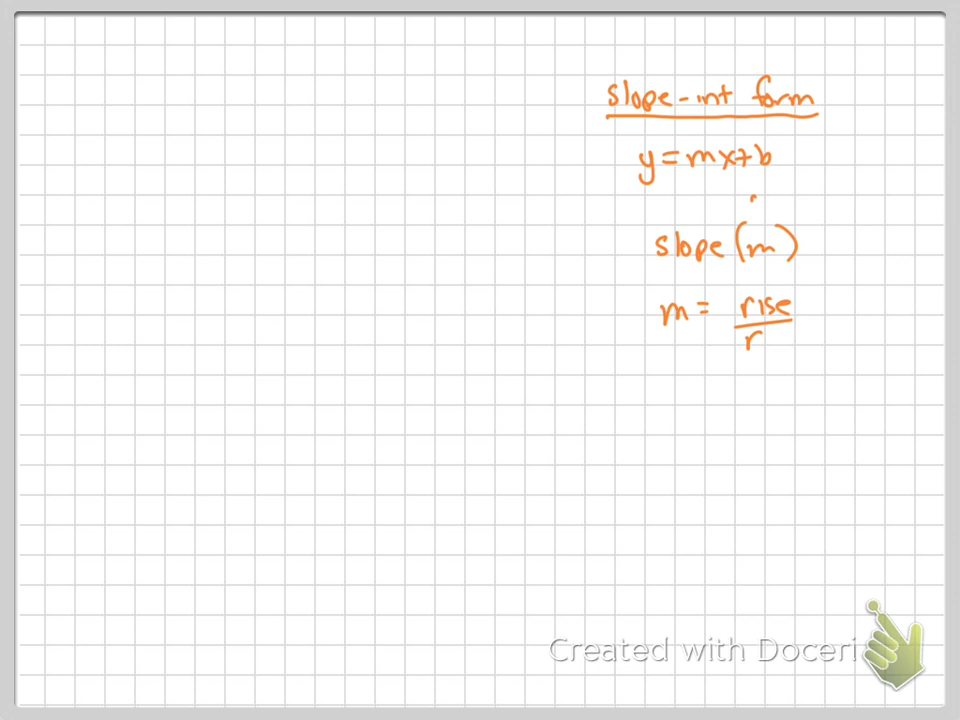 slope-int form
y=mx+b
slope (m)
m = rise
r
Created with Doceri